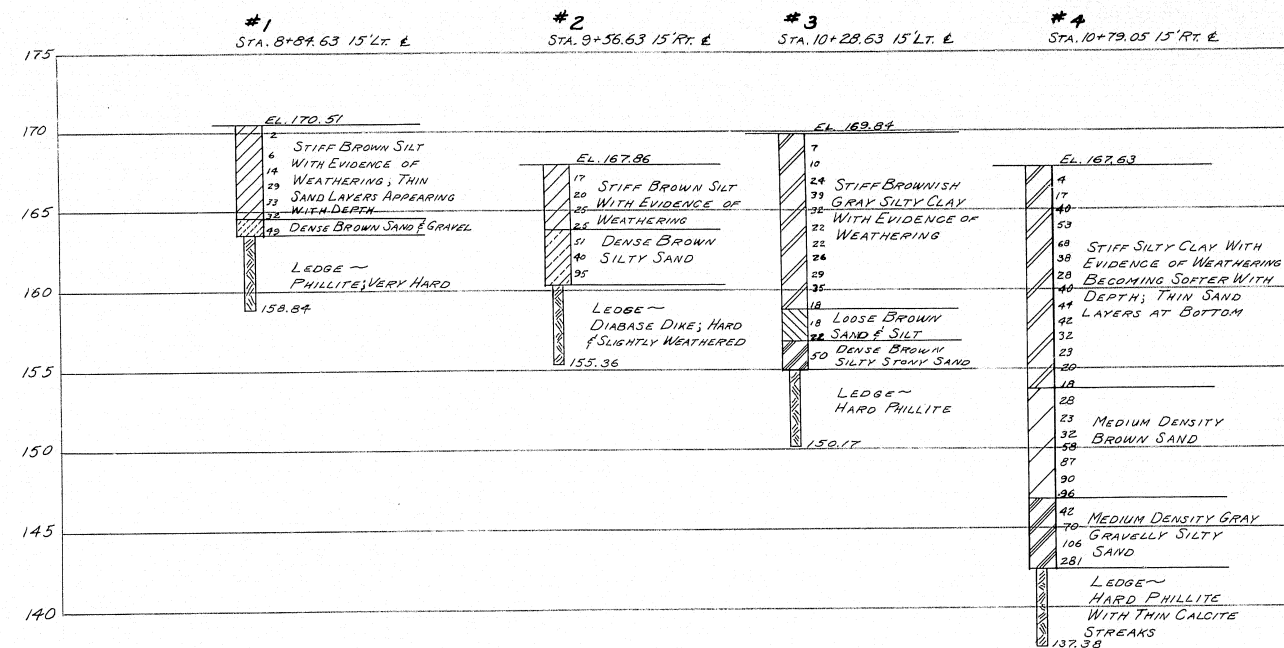 #1
STA. 8+84.63 15' LT. ℄
#2
STA. 9+56.63 15' RT. ℄
#3
STA. 10+28.63 15' LT. ℄
#4
STA. 10+79.05 15' RT. ℄
175
170
165
160
155
150
145
140
EL. 170.51
2
6
14
29
33
32
49
STIFF BROWN SILT
WITH EVIDENCE OF
WEATHERING; THIN
SAND LAYERS APPEARING
WITH DEPTH
DENSE BROWN SAND & GRAVEL
LEDGE ~
PHILLITE; VERY HARD
158.84
EL. 167.86
17
20
25
25
51
40
95
STIFF BROWN SILT
WITH EVIDENCE OF
WEATHERING
DENSE BROWN
SILTY SAND
LEDGE ~
DIABASE DIKE; HARD
& SLIGHTLY WEATHERED
155.36
EL. 169.84
7
10
24
39
32
22
22
26
29
35
18
18
22
50
STIFF BROWNISH
GRAY SILTY CLAY
WITH EVIDENCE OF
WEATHERING
LOOSE BROWN
SAND & SILT
DENSE BROWN
SILTY STONY SAND
LEDGE ~
HARD PHILLITE
150.17
EL. 167.63
4
17
40
53
68
38
28
40
44
42
32
23
20
18
28
23
32
58
87
90
96
42
70
106
281
STIFF SILTY CLAY WITH
EVIDENCE OF WEATHERING
BECOMING SOFTER WITH
DEPTH; THIN SAND
LAYERS AT BOTTOM
MEDIUM DENSITY
BROWN SAND
MEDIUM DENSITY GRAY
GRAVELLY SILTY
SAND
LEDGE ~
HARD PHILLITE
WITH THIN CALCITE
STREAKS
137.38